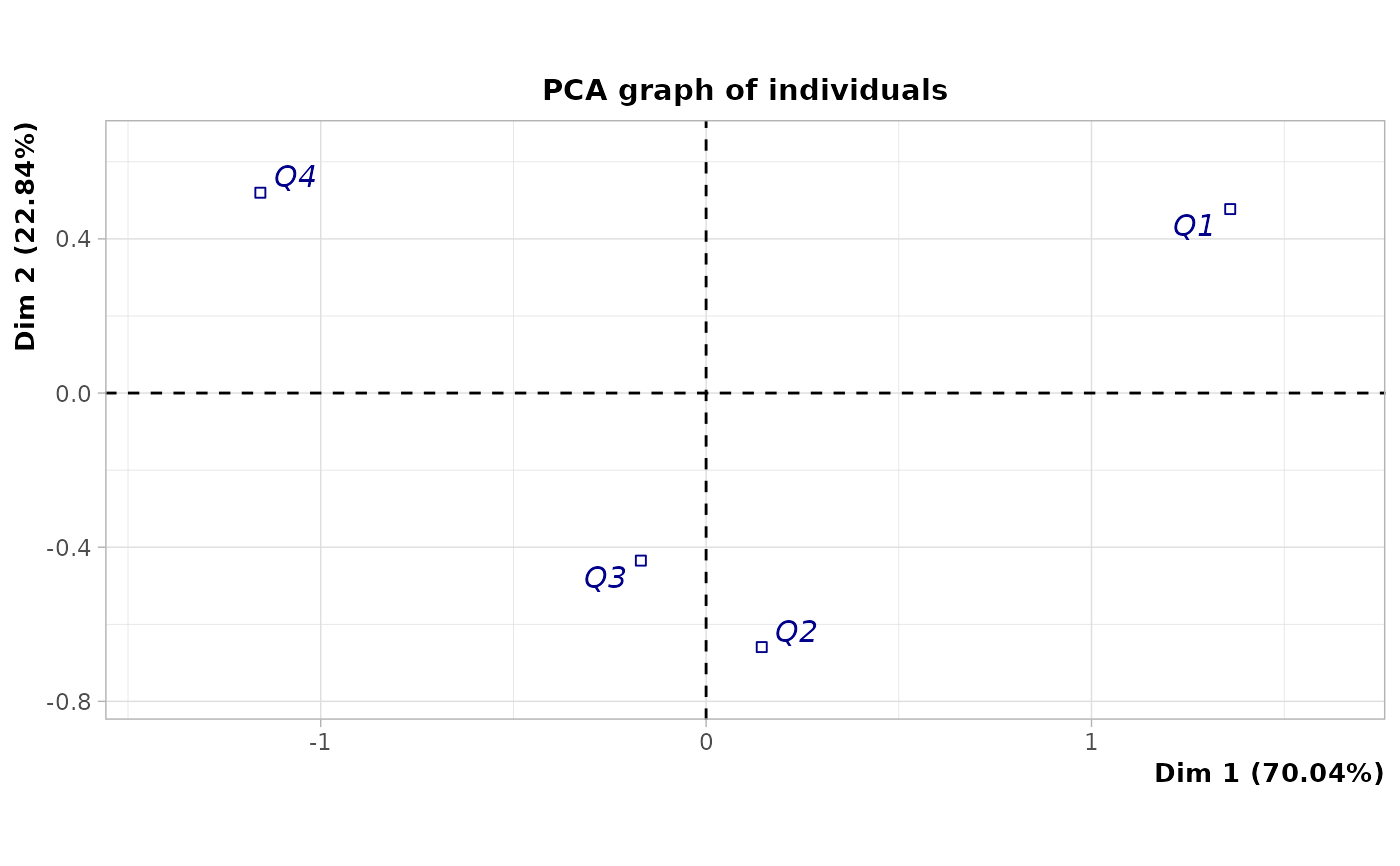 PCA graph of individuals
Dim 2 (22.84%)
Q4
Q1
0.4
0.0
-0.4
Q3
Q2
-0.8
-1
0
1
Dim 1 (70.04%)